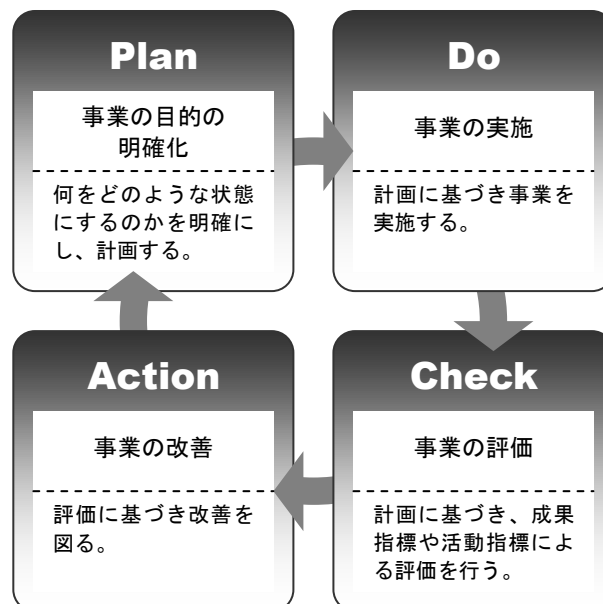 Plan
事業の目的の
明確化
何をどのような状態
にするのかを明確に
し、計画する。
Do
事業の実施
計画に基づき事業を
実施する。
Action
事業の改善
評価に基づき改善を
図る。
Check
事業の評価
計画に基づき、成果
指標や活動指標によ
る評価を行う。